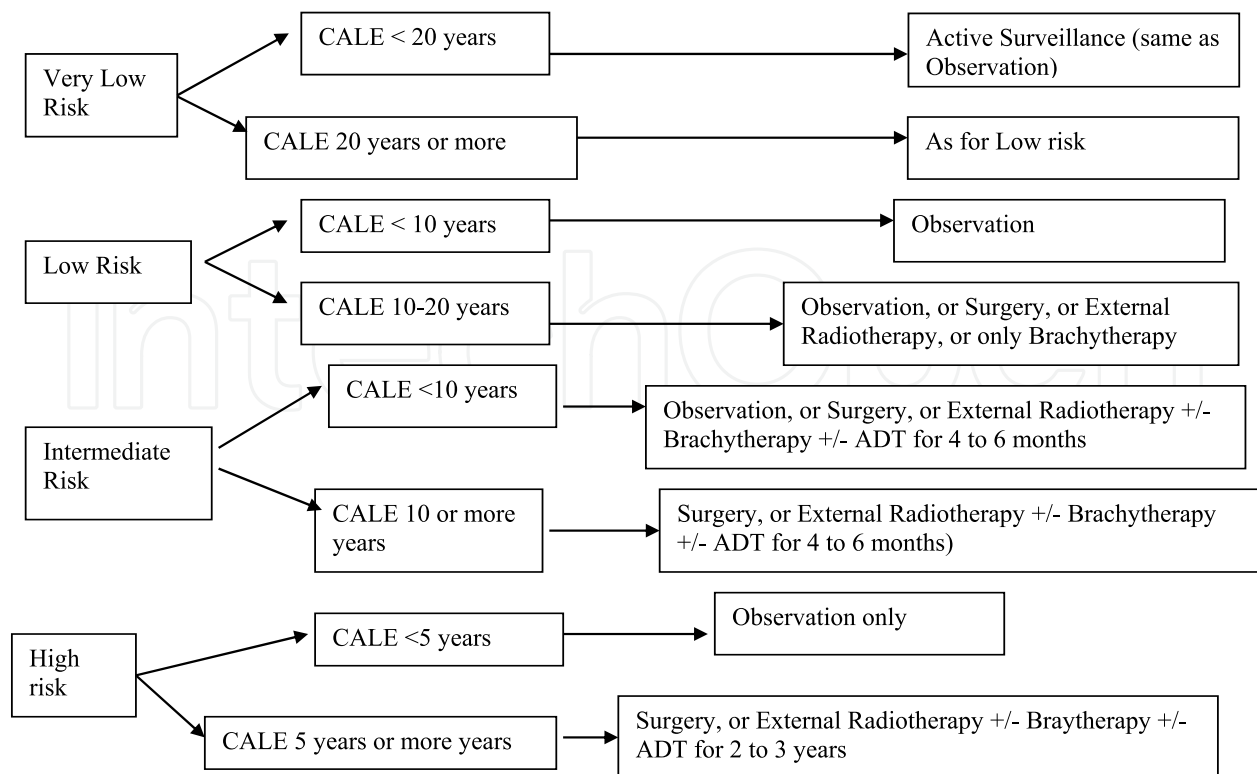 Very Low
Risk
CALE < 20 years
Active Surveillance (same as
Observation)
CALE 20 years or more
As for Low risk
Low Risk
CALE < 10 years
Observation
CALE 10-20 years
Observation, or Surgery, or External
Radiotherapy, or only Brachytherapy
Intermediate
Risk
CALE <10 years
Observation, or Surgery, or External Radiotherapy +/-
Brachytherapy +/- ADT for 4 to 6 months
CALE 10 or more
years
Surgery, or External Radiotherapy +/- Brachytherapy
+/- ADT for 4 to 6 months)
High
risk
CALE <5 years
Observation only
CALE 5 years or more years
Surgery, or External Radiotherapy +/- Braytherapy +/-
ADT for 2 to 3 years
IntechOpen